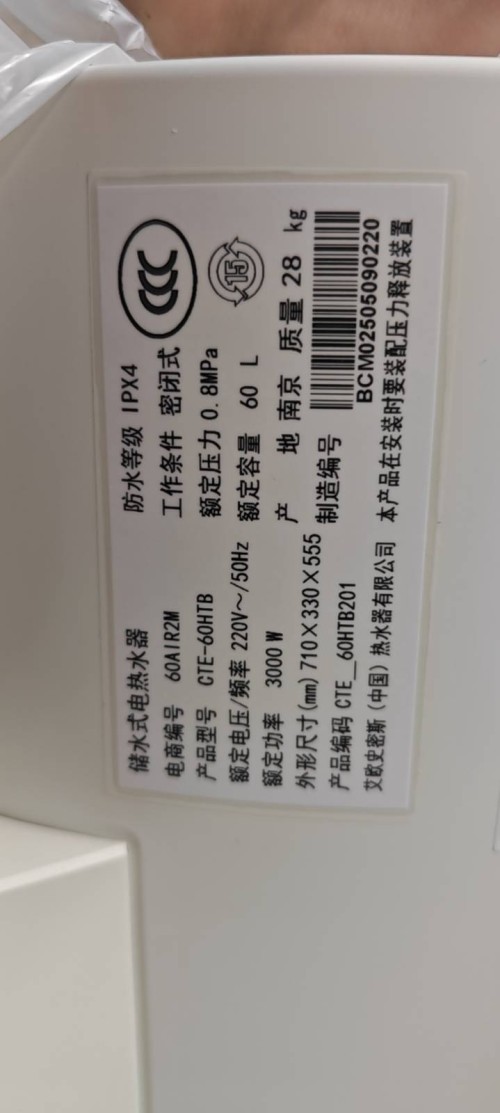 储水式电热水器
电商编号 60AIR2M
产品型号 CTE-60HTB
额定电压/频率 220V～/50Hz
额定功率 3000 W
外形尺寸(mm) 710×330×555
产品编码 CTE__60HTB201
艾欧史密斯（中国）热水器有限公司
防水等级 IPX4
工作条件 密闭式
额定压力 0.8MPa
额定容量 60 L
产 地 南京 质量 28 kg
制造编号
BCM02505090220
本产品在安装时要装配压力释放装置
CCC
15